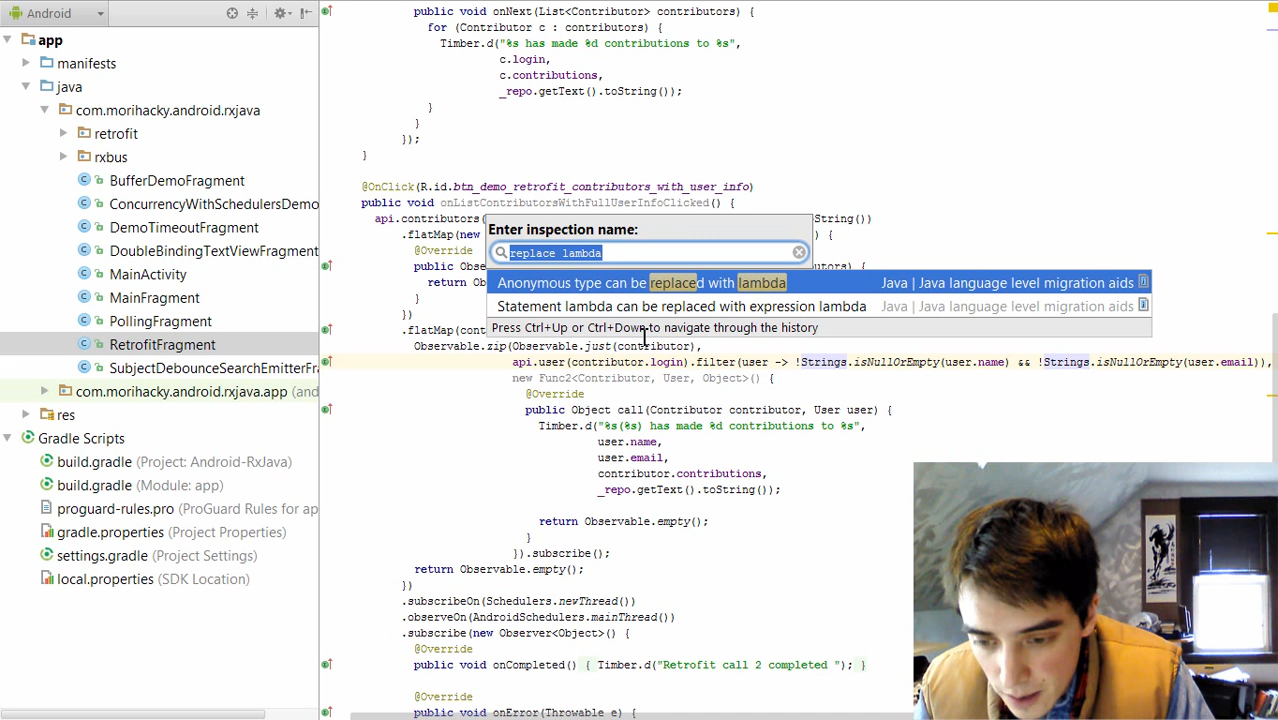 Android
app
manifests
java
com.morihacky.android.rxjava
retrofit
rxbus
BufferDemoFragment
ConcurrencyWithSchedulersDemo
DemoTimeoutFragment
DoubleBindingTextViewFragment
MainActivity
MainFragment
PollingFragment
RetrofitFragment
SubjectDebounceSearchEmitterFr
com.morihacky.android.rxjava.app (and
res
Gradle Scripts
build.gradle (Project: Android-RxJava)
build.gradle (Module: app)
proguard-rules.pro (ProGuard Rules for ap
gradle.properties (Project Properties)
settings.gradle (Project Settings)
local.properties (SDK Location)
public void onNext(List<Contributor> contributors) {
for (Contributor c : contributors) {
Timber.d("%s has made %d contributions to %s",
c.login,
c.contributions,
_repo.getText().toString());
}
}
});
}
@OnClick(R.id.btn_demo_retrofit_contributors_with_user_info)
public void onListContributorsWithFullUserInfoClicked() {
api.contributors( String())
.flatMap(new ) {
@Override
public Obse ors) {
return Ob
}
})
.flatMap(cont
Enter inspection name:
replace lambda
Anonymous type can be replaced with lambda Java | Java language level migration aids
Statement lambda can be replaced with expression lambda Java | Java language level migration aids
Press Ctrl+Up or Ctrl+Down to navigate through the history
Observable.zip(Observable.just(contributor),
api.user(contributor.login).filter(user -> !Strings.isNullOrEmpty(user.name) && !Strings.isNullOrEmpty(user.email)),
new Func2<Contributor, User, Object>() {
@Override
public Object call(Contributor contributor, User user) {
Timber.d("%s(%s) has made %d contributions to %s",
user.name,
user.email,
contributor.contributions,
_repo.getText().toString());
return Observable.empty();
}
}).subscribe();
return Observable.empty();
})
.subscribeOn(Schedulers.newThread())
.observeOn(AndroidSchedulers.mainThread())
.subscribe(new Observer<Object>() {
@Override
public void onCompleted() { Timber.d("Retrofit call 2 completed "); }
@Override
public void onError(Throwable e) {